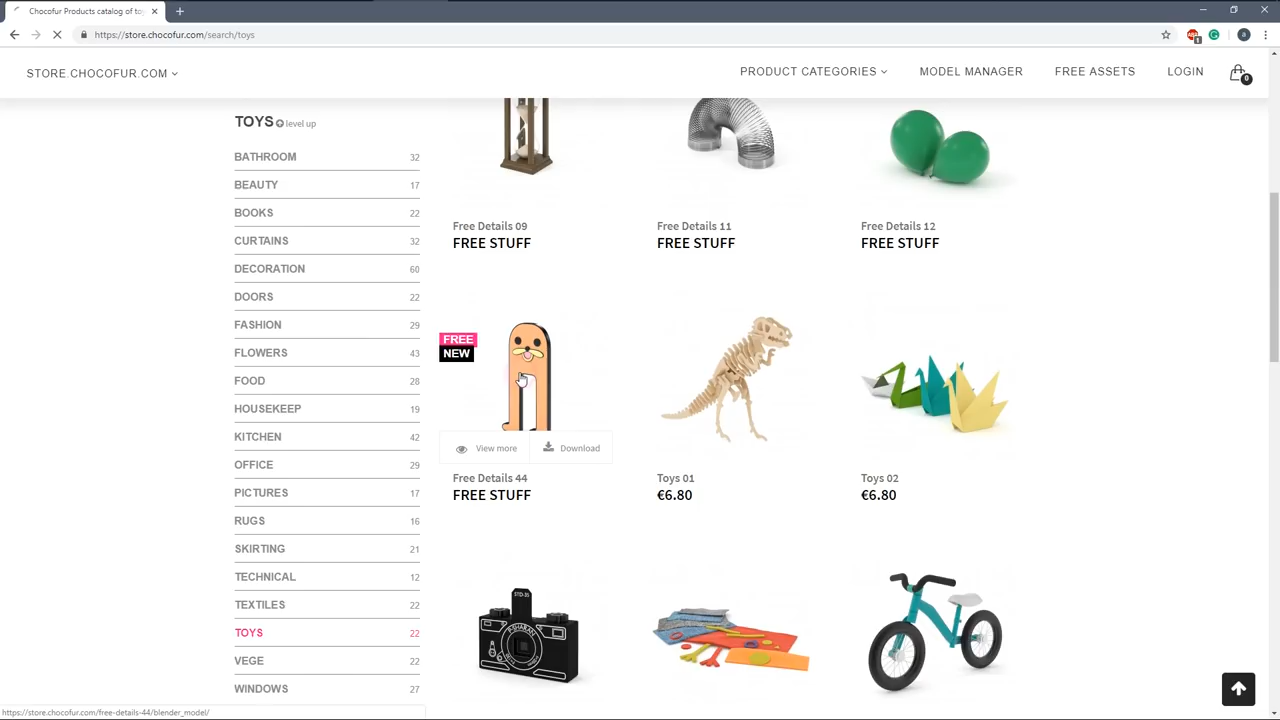 Chocofur Products catalog of toy
https://store.chocofur.com/search/toys
STORE.CHOCOFUR.COM
PRODUCT CATEGORIES
MODEL MANAGER
FREE ASSETS
LOGIN
0
TOYS level up
BATHROOM 32
BEAUTY 17
BOOKS 22
CURTAINS 32
DECORATION 60
DOORS 22
FASHION 29
FLOWERS 43
FOOD 28
HOUSEKEEP 19
KITCHEN 42
OFFICE 29
PICTURES 17
RUGS 16
SKIRTING 21
TECHNICAL 12
TEXTILES 22
TOYS 22
VEGE 22
WINDOWS 27
Free Details 09
FREE STUFF
Free Details 11
FREE STUFF
Free Details 12
FREE STUFF
FREE
NEW
View more
Download
Free Details 44
FREE STUFF
Toys 01
€6.80
Toys 02
€6.80
STD-35
https://store.chocofur.com/free-details-44/blender_model/